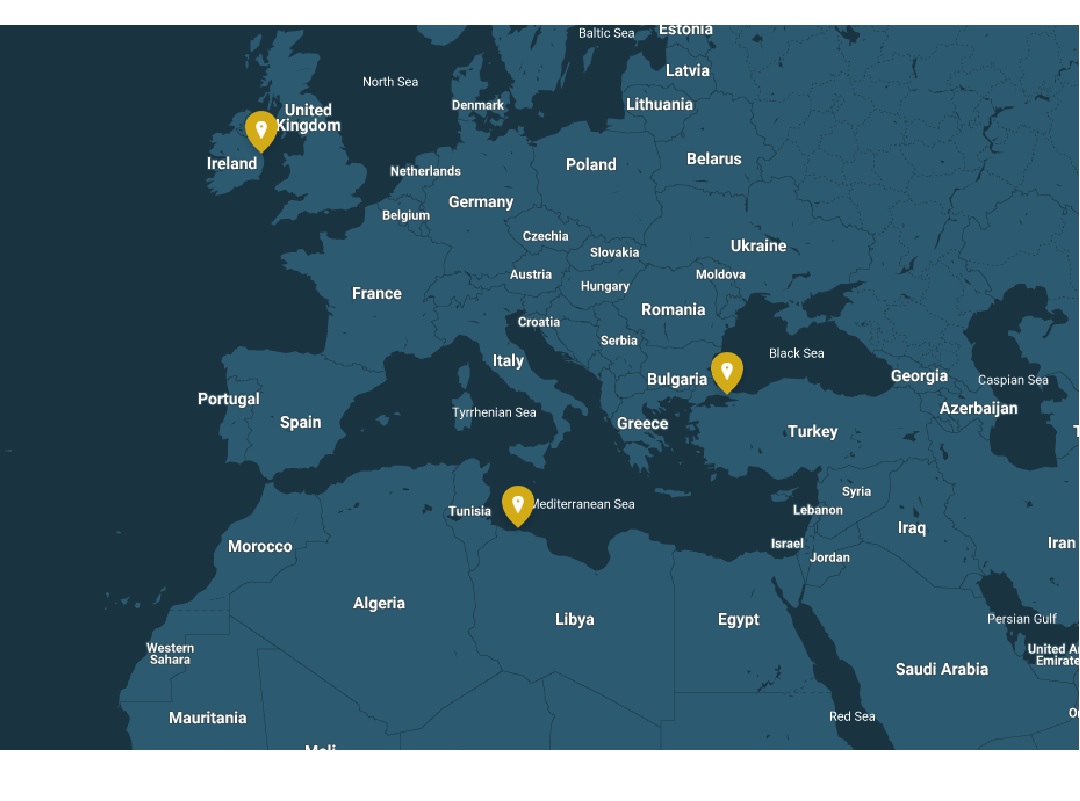 Baltic Sea
Estonia
Latvia
North Sea
Denmark
Lithuania
United
Kingdom
Ireland
Netherlands
Poland
Belarus
Germany
Belgium
Czechia
Ukraine
Slovakia
Austria
Moldova
Hungary
France
Romania
Croatia
Serbia
Black Sea
Italy
Bulgaria
Georgia
Caspian Sea
Portugal
Azerbaijan
Tyrrhenian Sea
Spain
Greece
Turkey
T
Syria
Mediterranean Sea
Tunisia
Lebanon
Iraq
Israel
Iran
Morocco
Jordan
Algeria
Libya
Egypt
Persian Gulf
Western
Sahara
United A
Emirate
Saudi Arabia
Mauritania
Red Sea
O
Mali